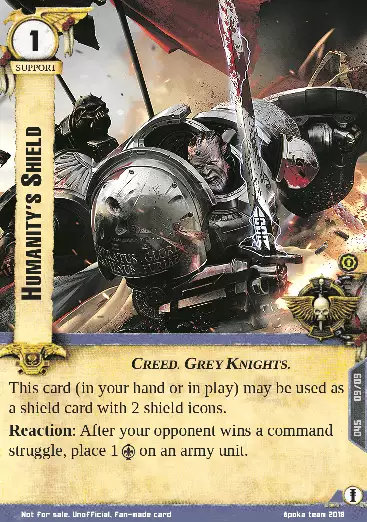 1
SUPPORT
HUMANITY'S SHIELD
CREED. GREY KNIGHTS.
This card (in your hand or in play) may be used as
a shield card with 2 shield icons.
Reaction: After your opponent wins a command
struggle, place 1 on an army unit.
045 09/09
Not for sale. Unofficial. Fan-made card
Apoka team 2018